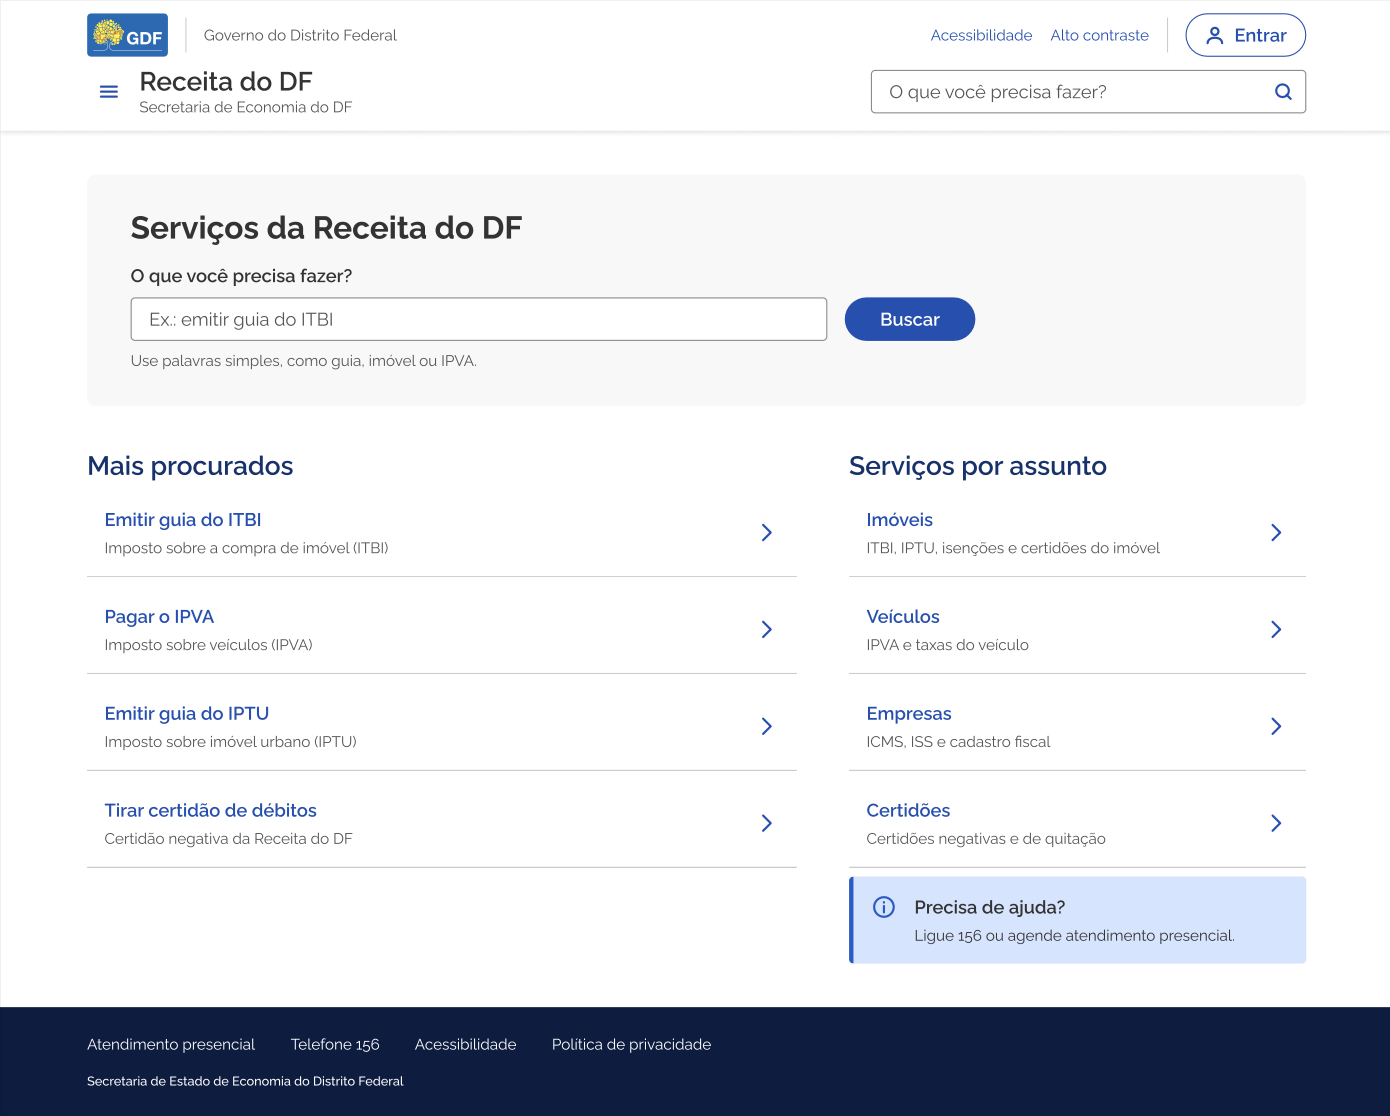 GDF
Governo do Distrito Federal
Acessibilidade
Alto contraste
Entrar
Receita do DF
Secretaria de Economia do DF
O que você precisa fazer?
Serviços da Receita do DF
O que você precisa fazer?
Ex.: emitir guia do ITBI
Buscar
Use palavras simples, como guia, imóvel ou IPVA.
Mais procurados
Emitir guia do ITBI
Imposto sobre a compra de imóvel (ITBI)
Pagar o IPVA
Imposto sobre veículos (IPVA)
Emitir guia do IPTU
Imposto sobre imóvel urbano (IPTU)
Tirar certidão de débitos
Certidão negativa da Receita do DF
Serviços por assunto
Imóveis
ITBI, IPTU, isenções e certidões do imóvel
Veículos
IPVA e taxas do veículo
Empresas
ICMS, ISS e cadastro fiscal
Certidões
Certidões negativas e de quitação
Precisa de ajuda?
Ligue 156 ou agende atendimento presencial.
Atendimento presencial
Telefone 156
Acessibilidade
Política de privacidade
Secretaria de Estado de Economia do Distrito Federal